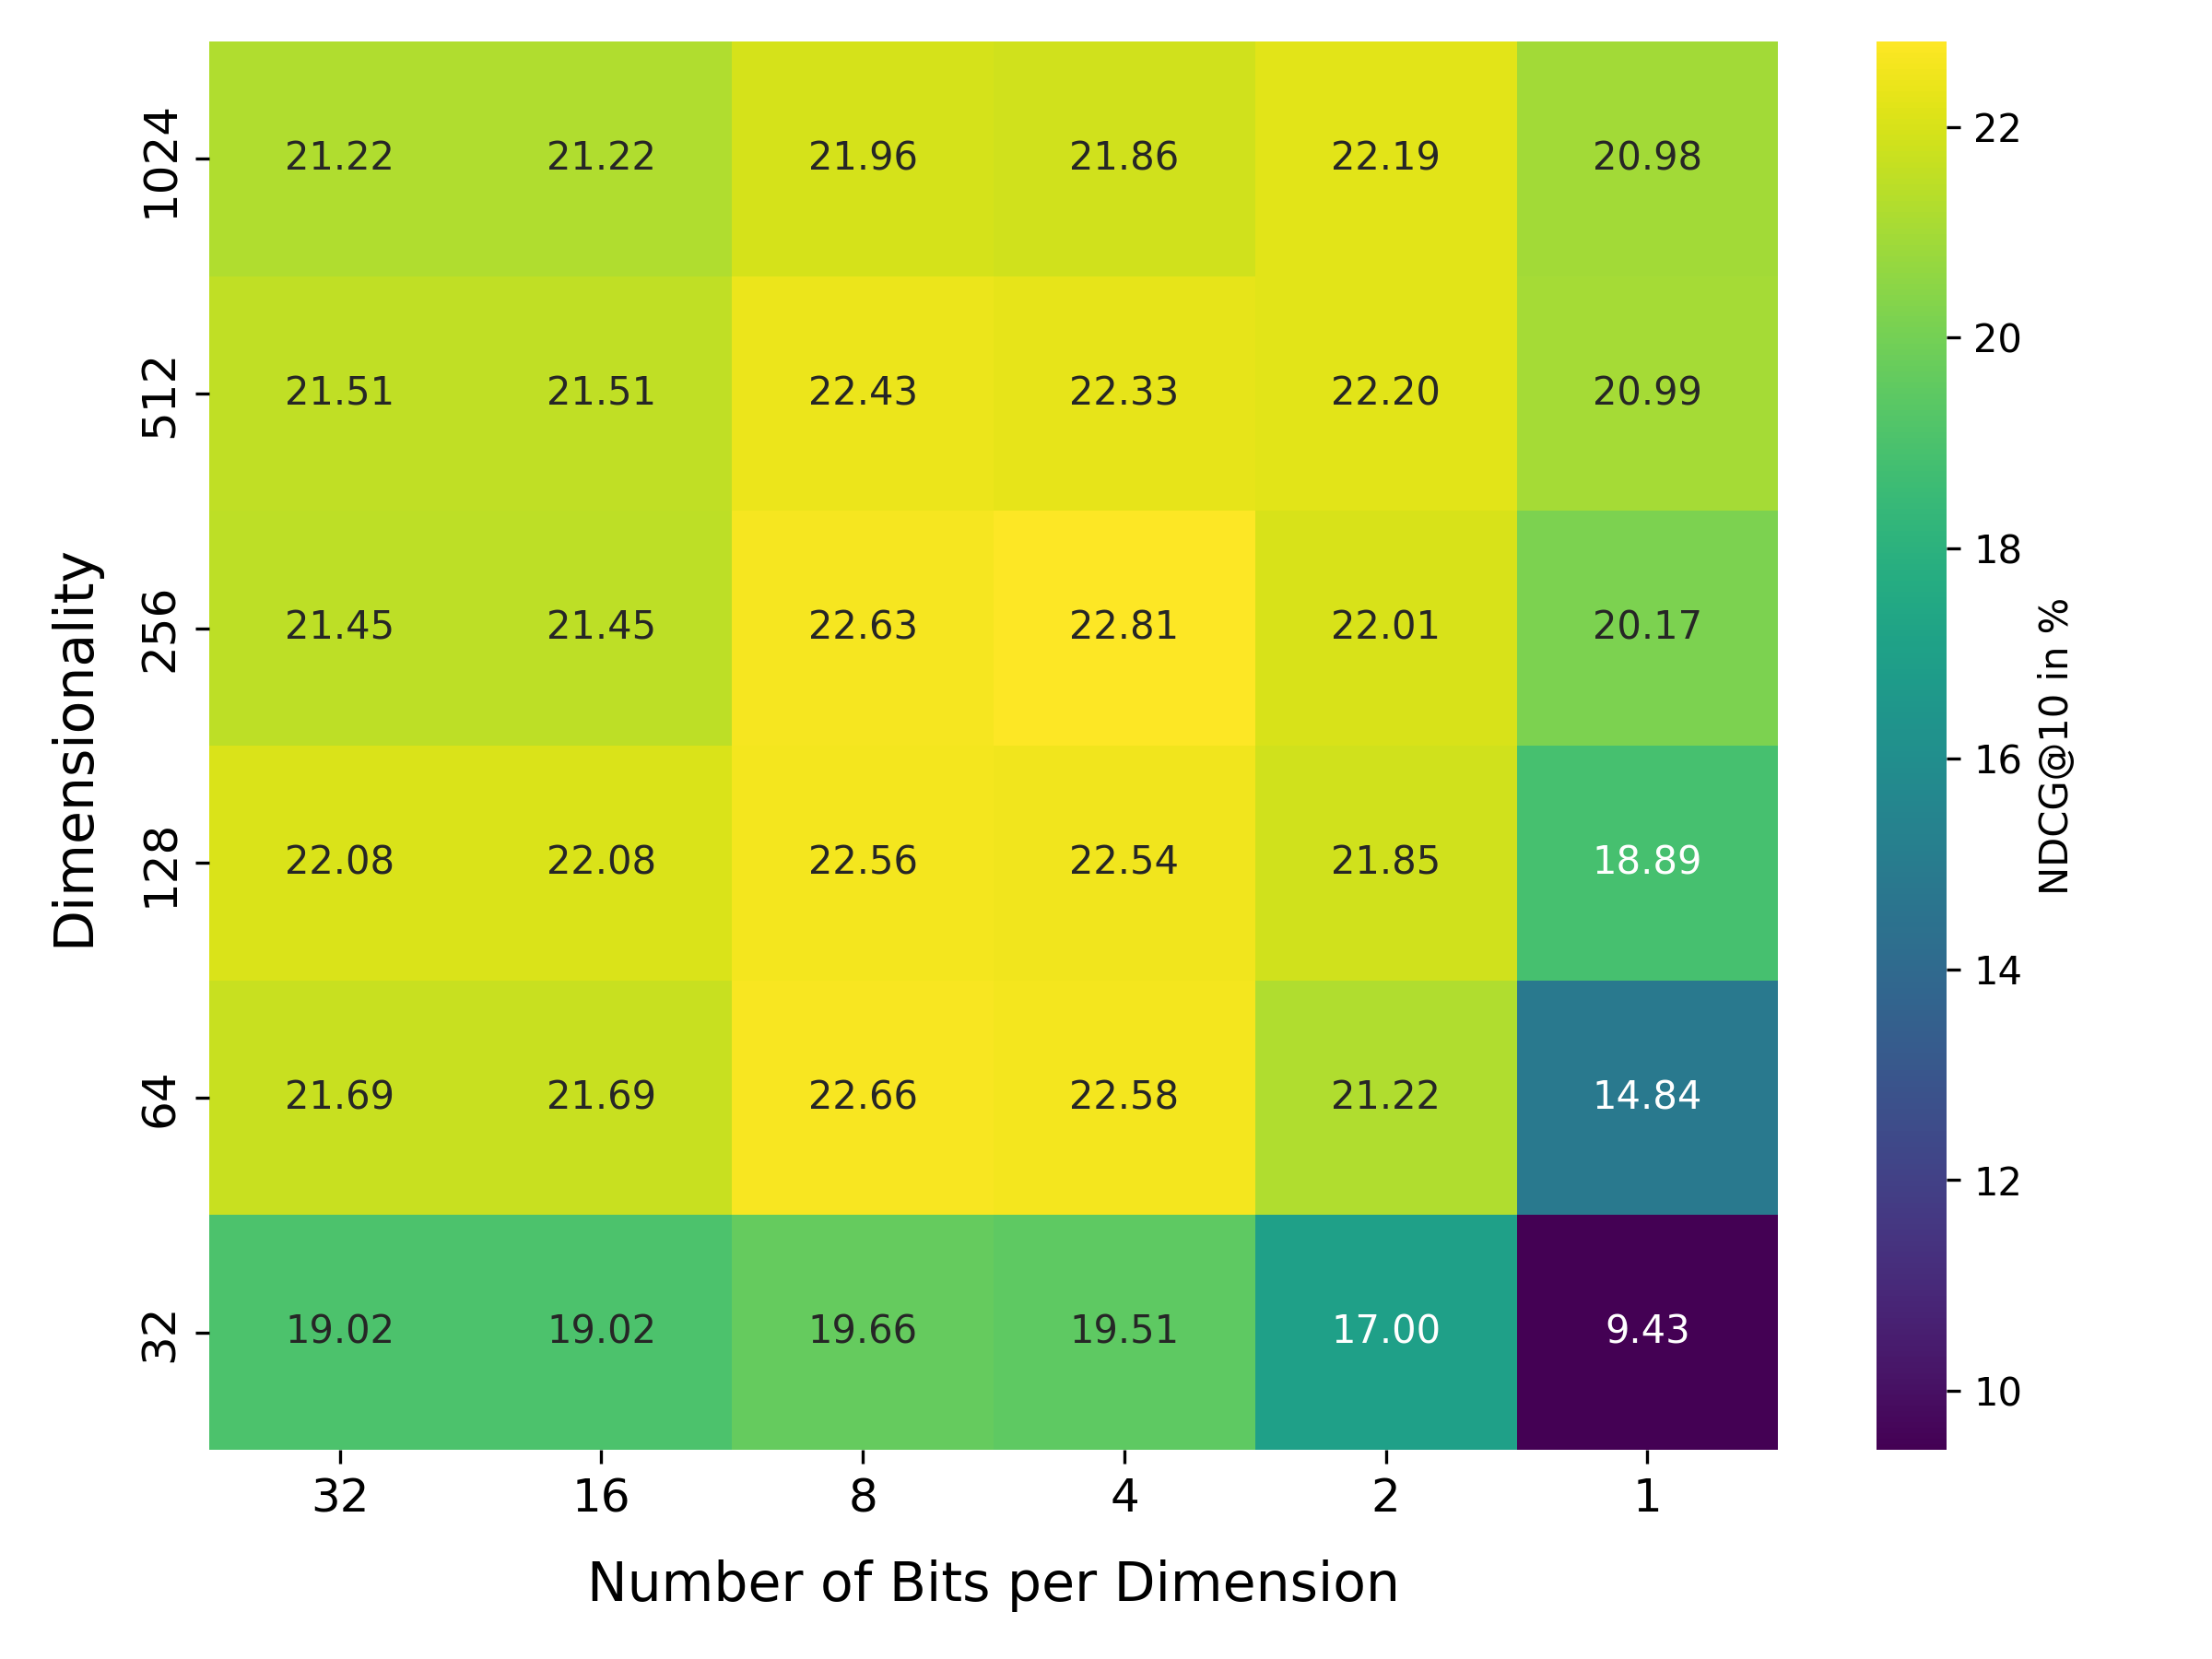 1024 21.22 21.22 21.96 21.86 22.19 20.98
512 21.51 21.51 22.43 22.33 22.20 20.99
256 21.45 21.45 22.63 22.81 22.01 20.17
128 22.08 22.08 22.56 22.54 21.85 18.89
64 21.69 21.69 22.66 22.58 21.22 14.84
32 19.02 19.02 19.66 19.51 17.00 9.43
32 16 8 4 2 1
Number of Bits per Dimension
Dimensionality
22
20
18
16
14
12
10
NDCG@10 in %